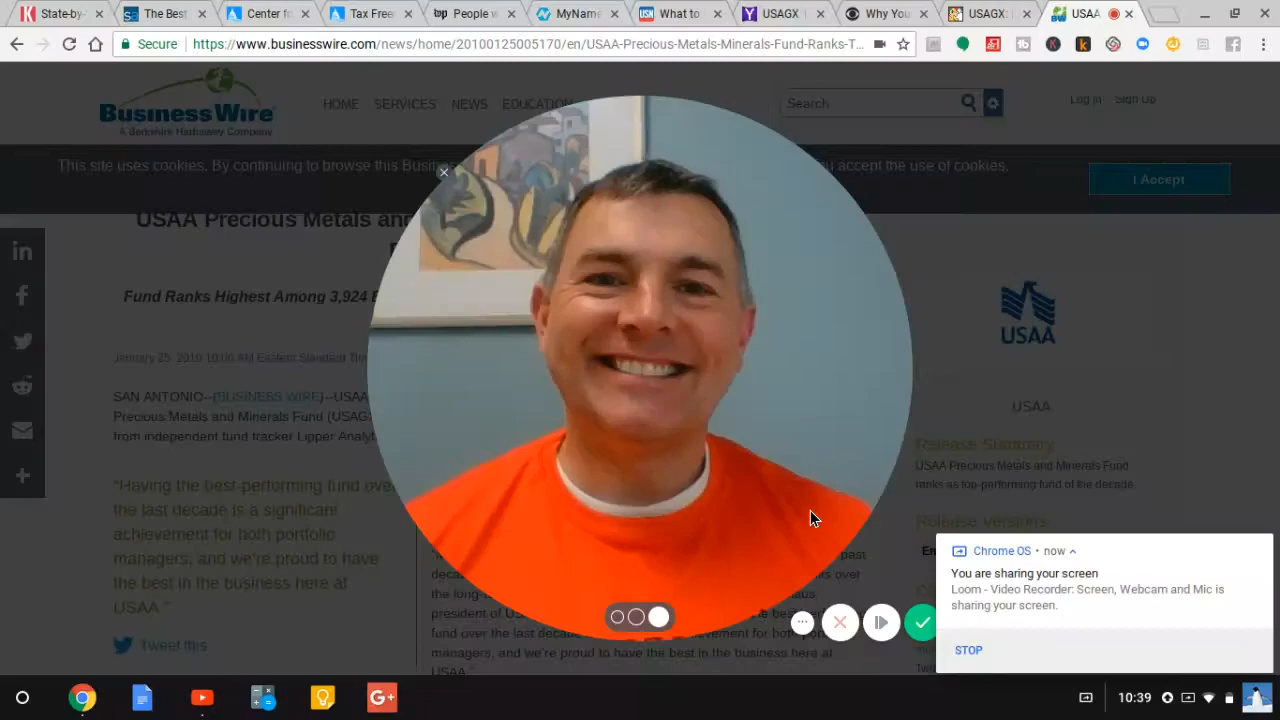 State-by-
The Best
Center fo
Tax Free
People w
MyName
What to
USAGX
Why You
USAGX:
USAA
Secure
https://www.businesswire.com/news/home/20100125005170/en/USAA-Precious-Metals-Minerals-Fund-Ranks-T...
BUSINESS WIRE
A Berkshire Hathaway Company
HOME SERVICES NEWS EDUCATION
Search
Log In Sign Up
This site uses cookies. By continuing to browse this Busi
ou accept the use of cookies.
I Accept
USAA Precious Metals and
Fund Ranks Highest Among 3,924 E
January 25, 2010 10:00 AM Eastern Standard Tim
SAN ANTONIO--(BUSINESS WIRE)--USAA
Precious Metals and Minerals Fund (USAG
from independent fund tracker Lipper Analyt
"Having the best-performing fund over
the last decade is a significant
achievement for both portfolio
managers, and we're proud to have
the best in the business here at
USAA."
Tweet this
past
deca
ts over
the long-
president of US
fund over the last decad
evement for both port
managers, and we're proud to have the best in the business here at
USAA."
USAA
USAA
Release Summary
USAA Precious Metals and Minerals Fund
ranks as top-performing fund of the decade.
Release Versions
En
Chrome OS • now
You are sharing your screen
Loom - Video Recorder: Screen, Webcam and Mic is
sharing your screen.
STOP
10:39